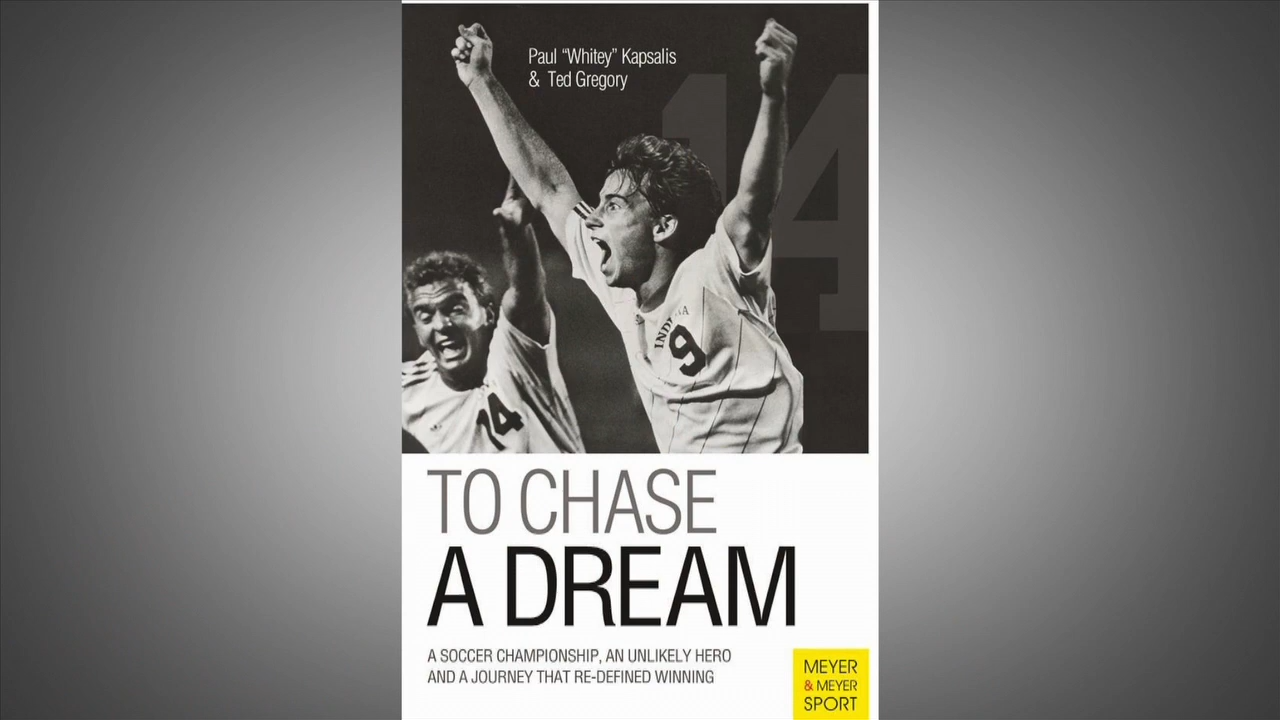 Paul “Whitey” Kapsalis
& Ted Gregory
14
INDIANA
9
14
TO CHASE
A DREAM
A SOCCER CHAMPIONSHIP, AN UNLIKELY HERO
AND A JOURNEY THAT RE-DEFINED WINNING
MEYER
& MEYER
SPORT